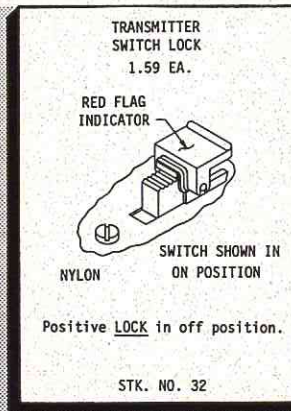 TRANSMITTER
SWITCH LOCK
1.59 EA.
RED FLAG
INDICATOR
SWITCH SHOWN IN
ON POSITION
NYLON
Positive LOCK in off position.
STK. NO. 32